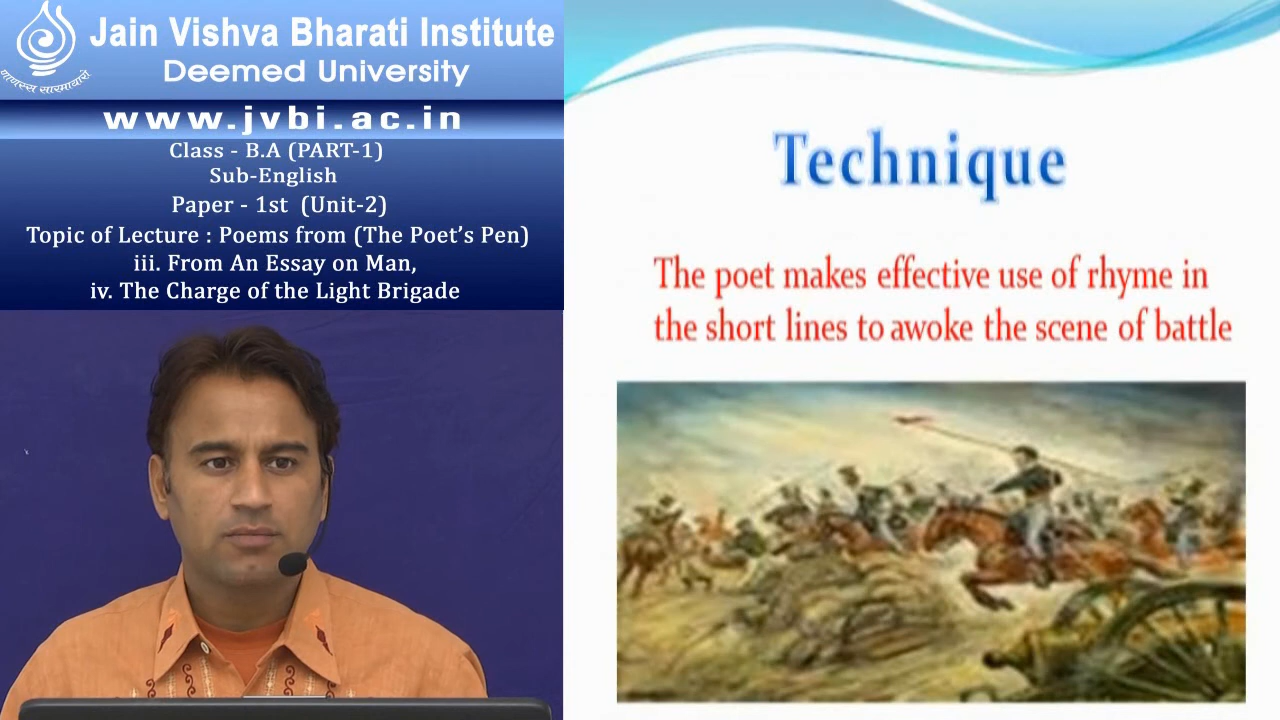 Jain Vishva Bharati Institute
Deemed University
णाणस्स सारमायारो
www.jvbi.ac.in
Class - B.A (PART-1)
Sub-English
Paper - 1st (Unit-2)
Topic of Lecture : Poems from (The Poet's Pen)
iii. From An Essay on Man,
iv. The Charge of the Light Brigade
Technique
The poet makes effective use of rhyme in
the short lines to awoke the scene of battle